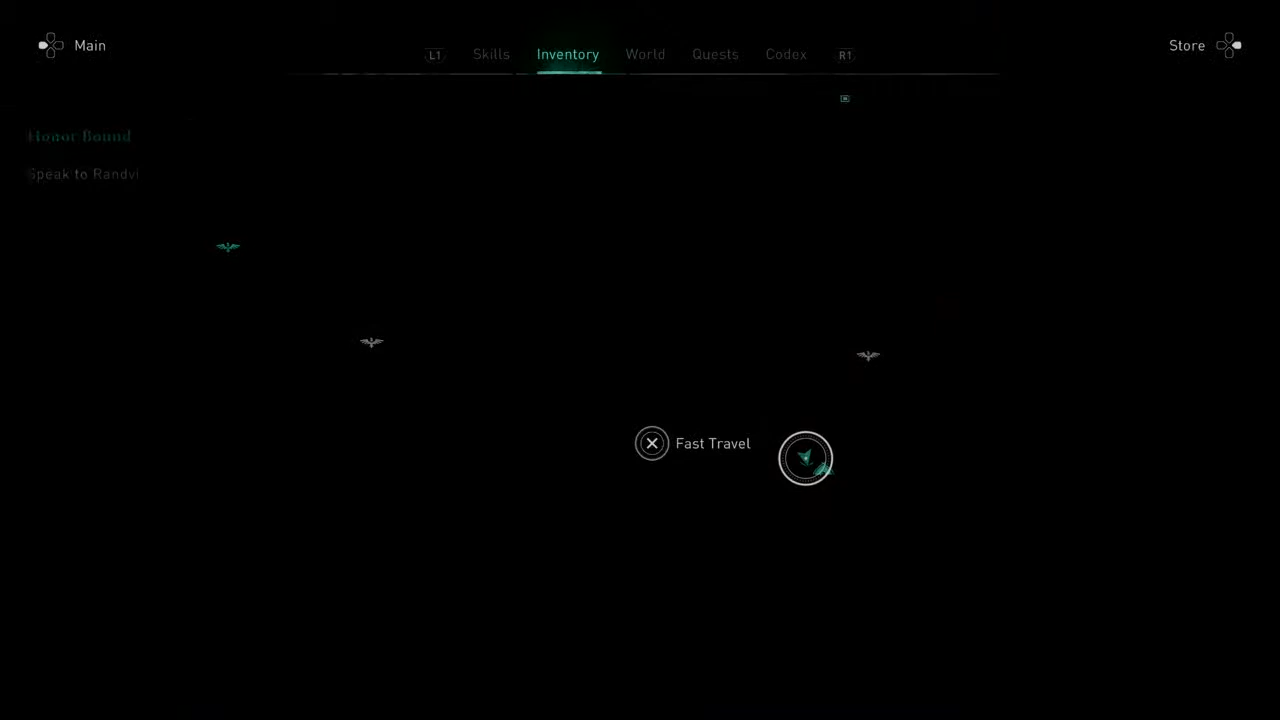 Main
L1 Skills Inventory World Quests Codex R1
Store
Honor Bound
Speak to Randvi
Fast Travel